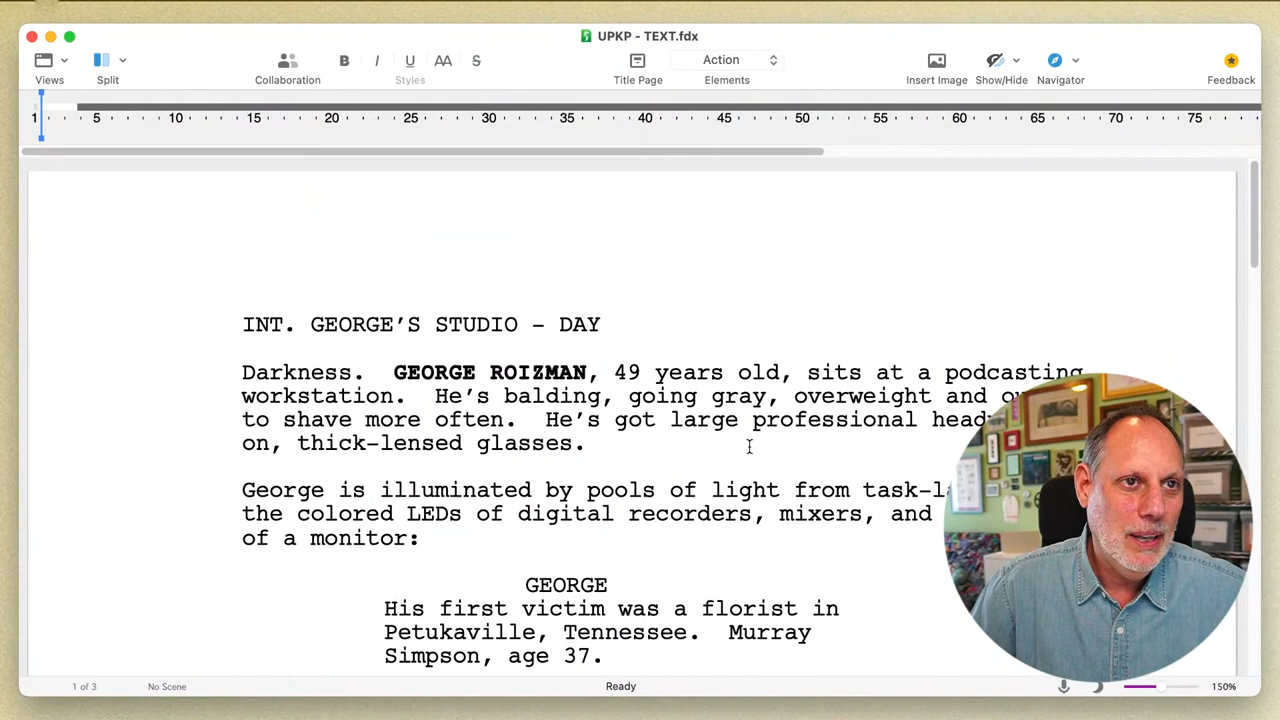 UPKP - TEXT.fdx
B I U AA S
Action
Views Split Collaboration Styles Title Page Elements Insert Image Show/Hide Navigator Feedback
1 5 10 15 20 25 30 35 40 45 50 55 60 65 70 75
INT. GEORGE’S STUDIO - DAY
Darkness. GEORGE ROIZMAN, 49 years old, sits at a podcasting
workstation. He’s balding, going gray, overweight and
to shave more often. He’s got large professional
on, thick-lensed glasses.
George is illuminated by pools of light from
the colored LEDs of digital recorders, mixers, and
of a monitor:
GEORGE
His first victim was a florist in
Petukaville, Tennessee. Murray
Simpson, age 37.
1 of 3 No Scene Ready 150%